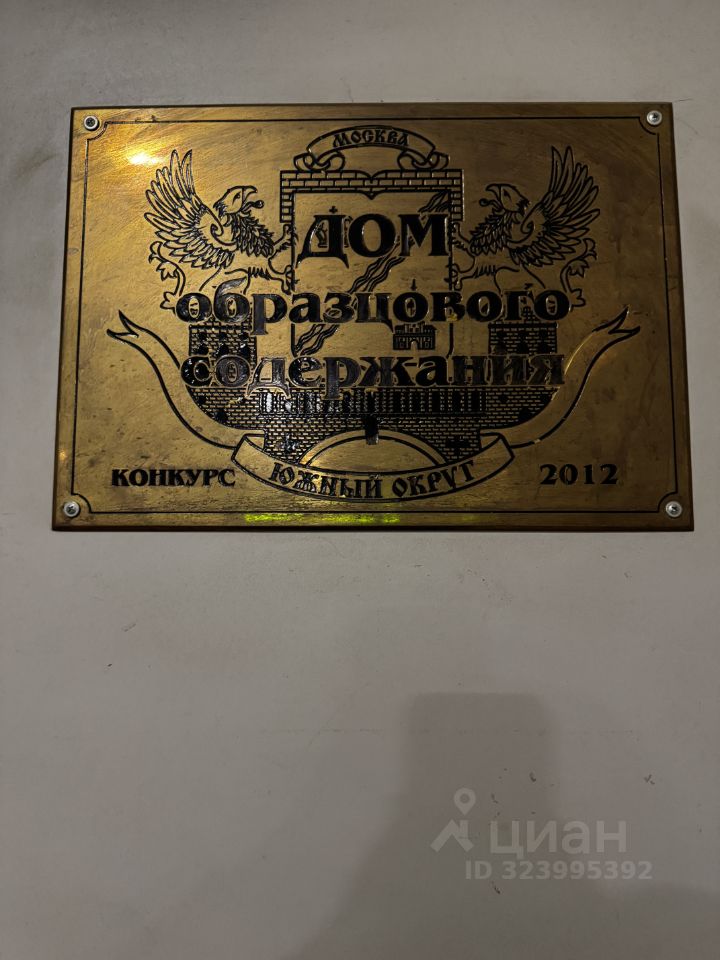 МОСКВА
ДОМ
образцового
содержания
КОНКУРС
ЮЖНЫЙ ОКРУГ
2012
циан
ID 323995392